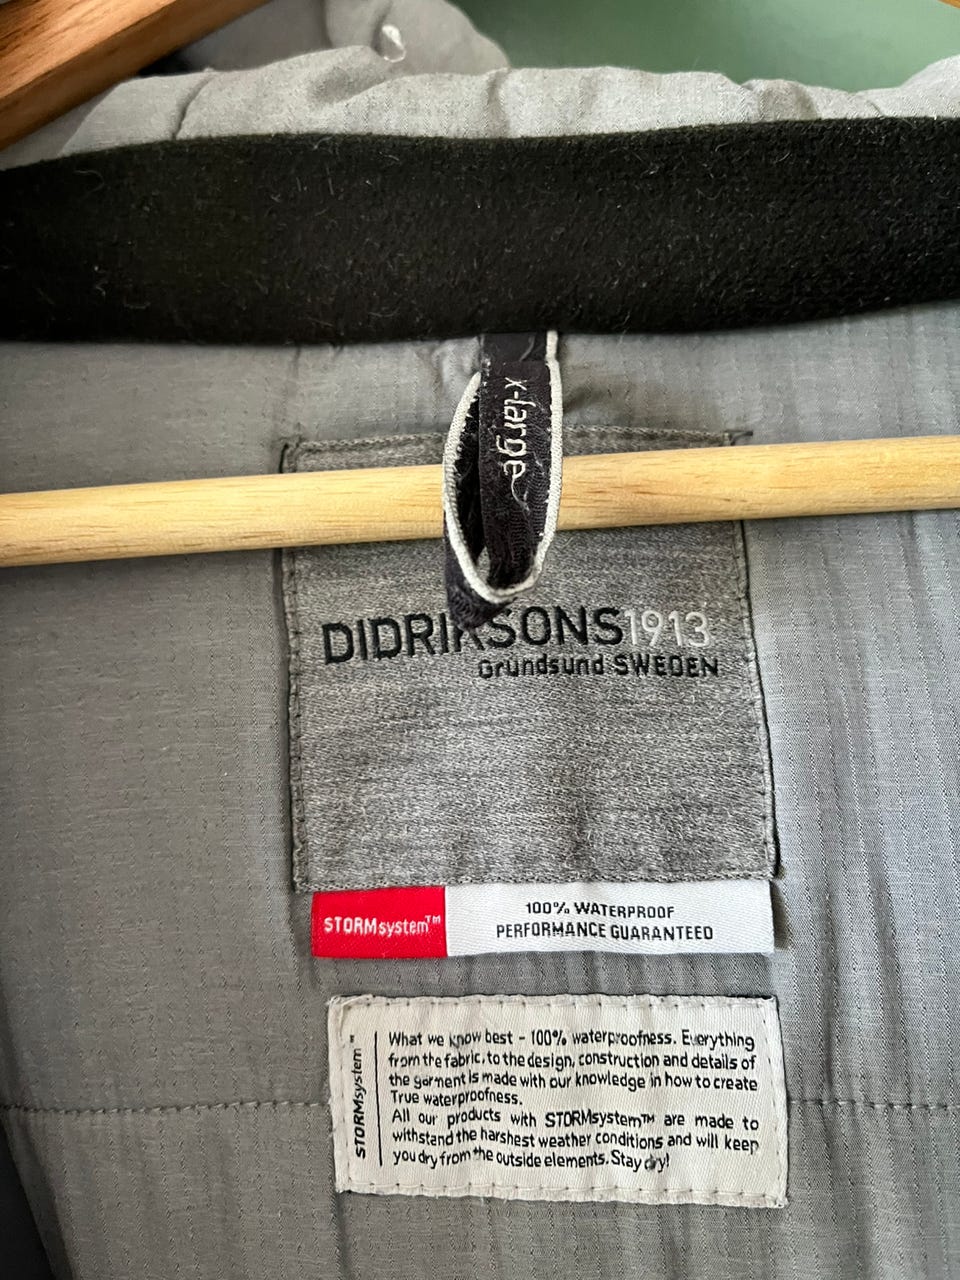 x-large
DIDRIKSONS1913
Grundsund SWEDEN
STORMsystem™
100% WATERPROOF
PERFORMANCE GUARANTEED
STORMsystem™
What we know best - 100% waterproofness. Everything
from the fabric, to the design, construction and details of
the garment is made with our knowledge in how to create
True waterproofness.
All our products with STORMsystem™ are made to
withstand the harshest weather conditions and will keep
you dry from the outside elements. Stay dry!